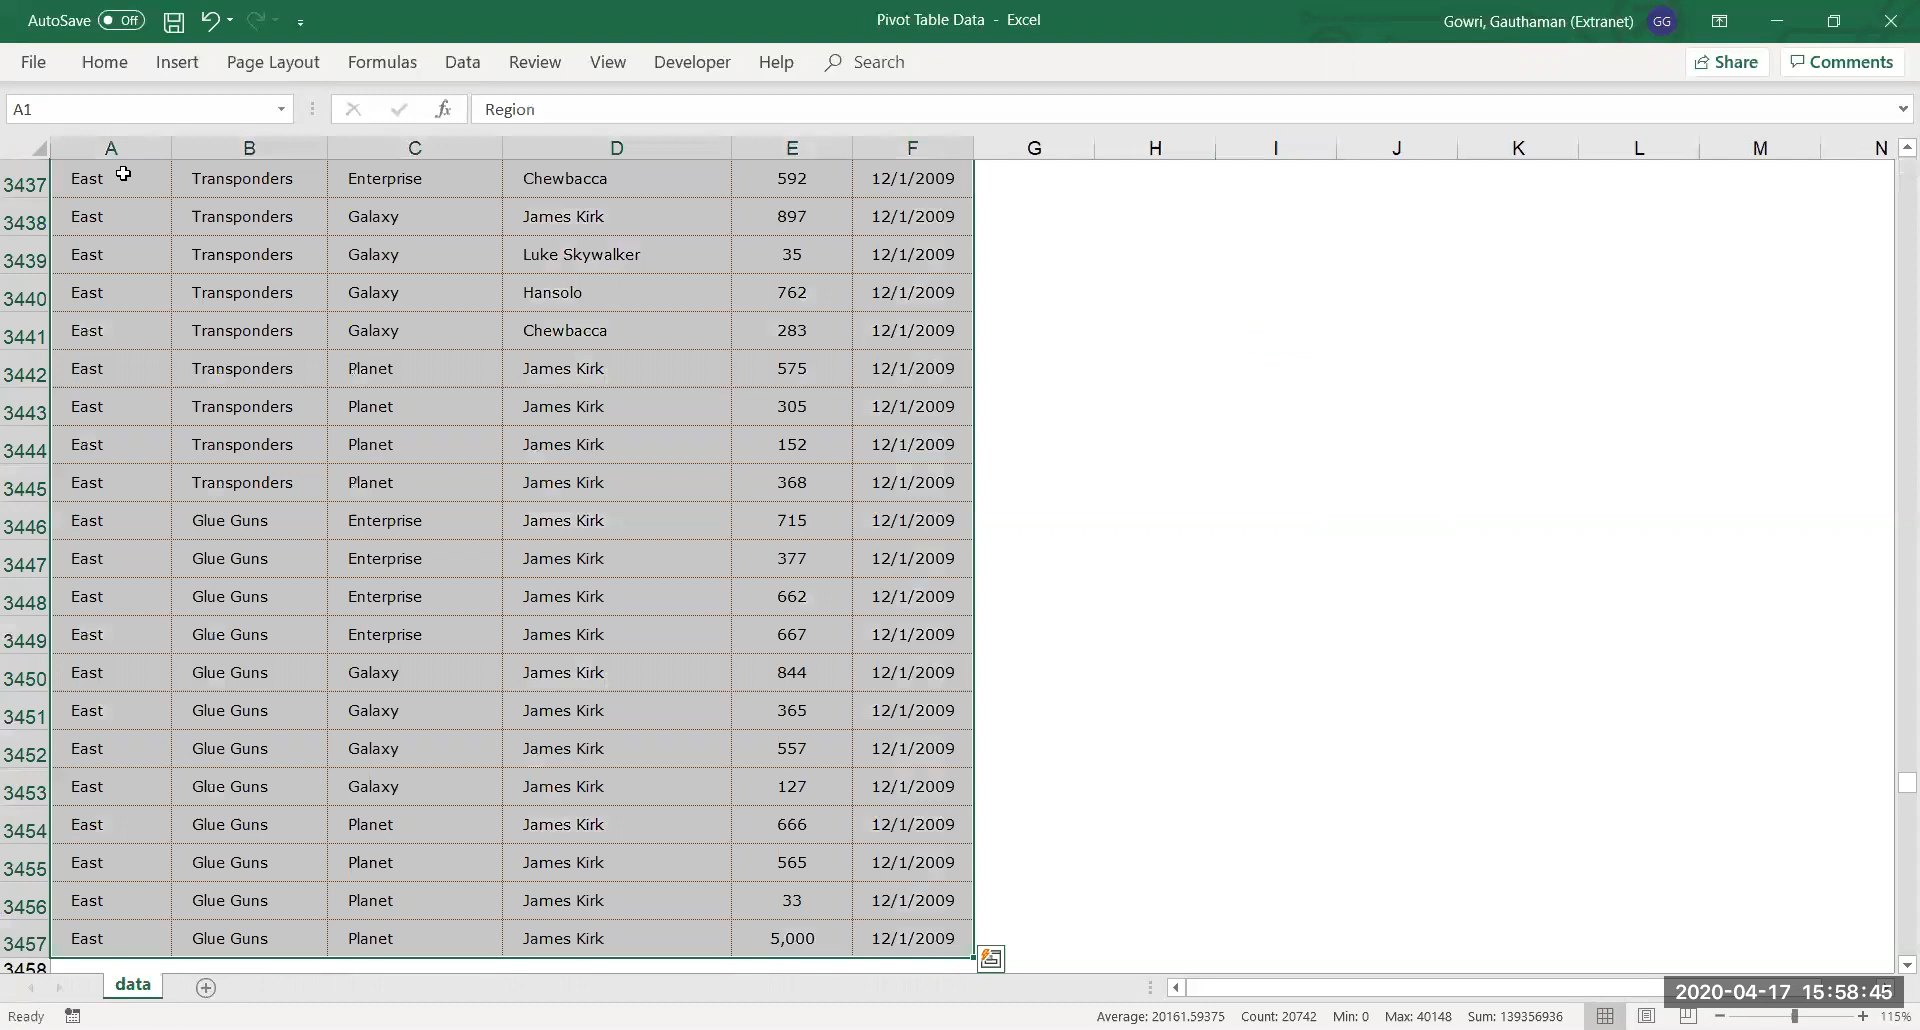 AutoSave Off Pivot Table Data - Excel Gowri, Gauthaman (Extranet) GG
File Home Insert Page Layout Formulas Data Review View Developer Help Search Share Comments
A1 fx Region
A B C D E F G H I J K L M N
3437 East Transponders Enterprise Chewbacca 592 12/1/2009
3438 East Transponders Galaxy James Kirk 897 12/1/2009
3439 East Transponders Galaxy Luke Skywalker 35 12/1/2009
3440 East Transponders Galaxy Hansolo 762 12/1/2009
3441 East Transponders Galaxy Chewbacca 283 12/1/2009
3442 East Transponders Planet James Kirk 575 12/1/2009
3443 East Transponders Planet James Kirk 305 12/1/2009
3444 East Transponders Planet James Kirk 152 12/1/2009
3445 East Transponders Planet James Kirk 368 12/1/2009
3446 East Glue Guns Enterprise James Kirk 715 12/1/2009
3447 East Glue Guns Enterprise James Kirk 377 12/1/2009
3448 East Glue Guns Enterprise James Kirk 662 12/1/2009
3449 East Glue Guns Enterprise James Kirk 667 12/1/2009
3450 East Glue Guns Galaxy James Kirk 844 12/1/2009
3451 East Glue Guns Galaxy James Kirk 365 12/1/2009
3452 East Glue Guns Galaxy James Kirk 557 12/1/2009
3453 East Glue Guns Galaxy James Kirk 127 12/1/2009
3454 East Glue Guns Planet James Kirk 666 12/1/2009
3455 East Glue Guns Planet James Kirk 565 12/1/2009
3456 East Glue Guns Planet James Kirk 33 12/1/2009
3457 East Glue Guns Planet James Kirk 5,000 12/1/2009
3458
data
2020-04-17 15:58:45
Ready Average: 20161.59375 Count: 20742 Min: 0 Max: 40148 Sum: 139356936 115%